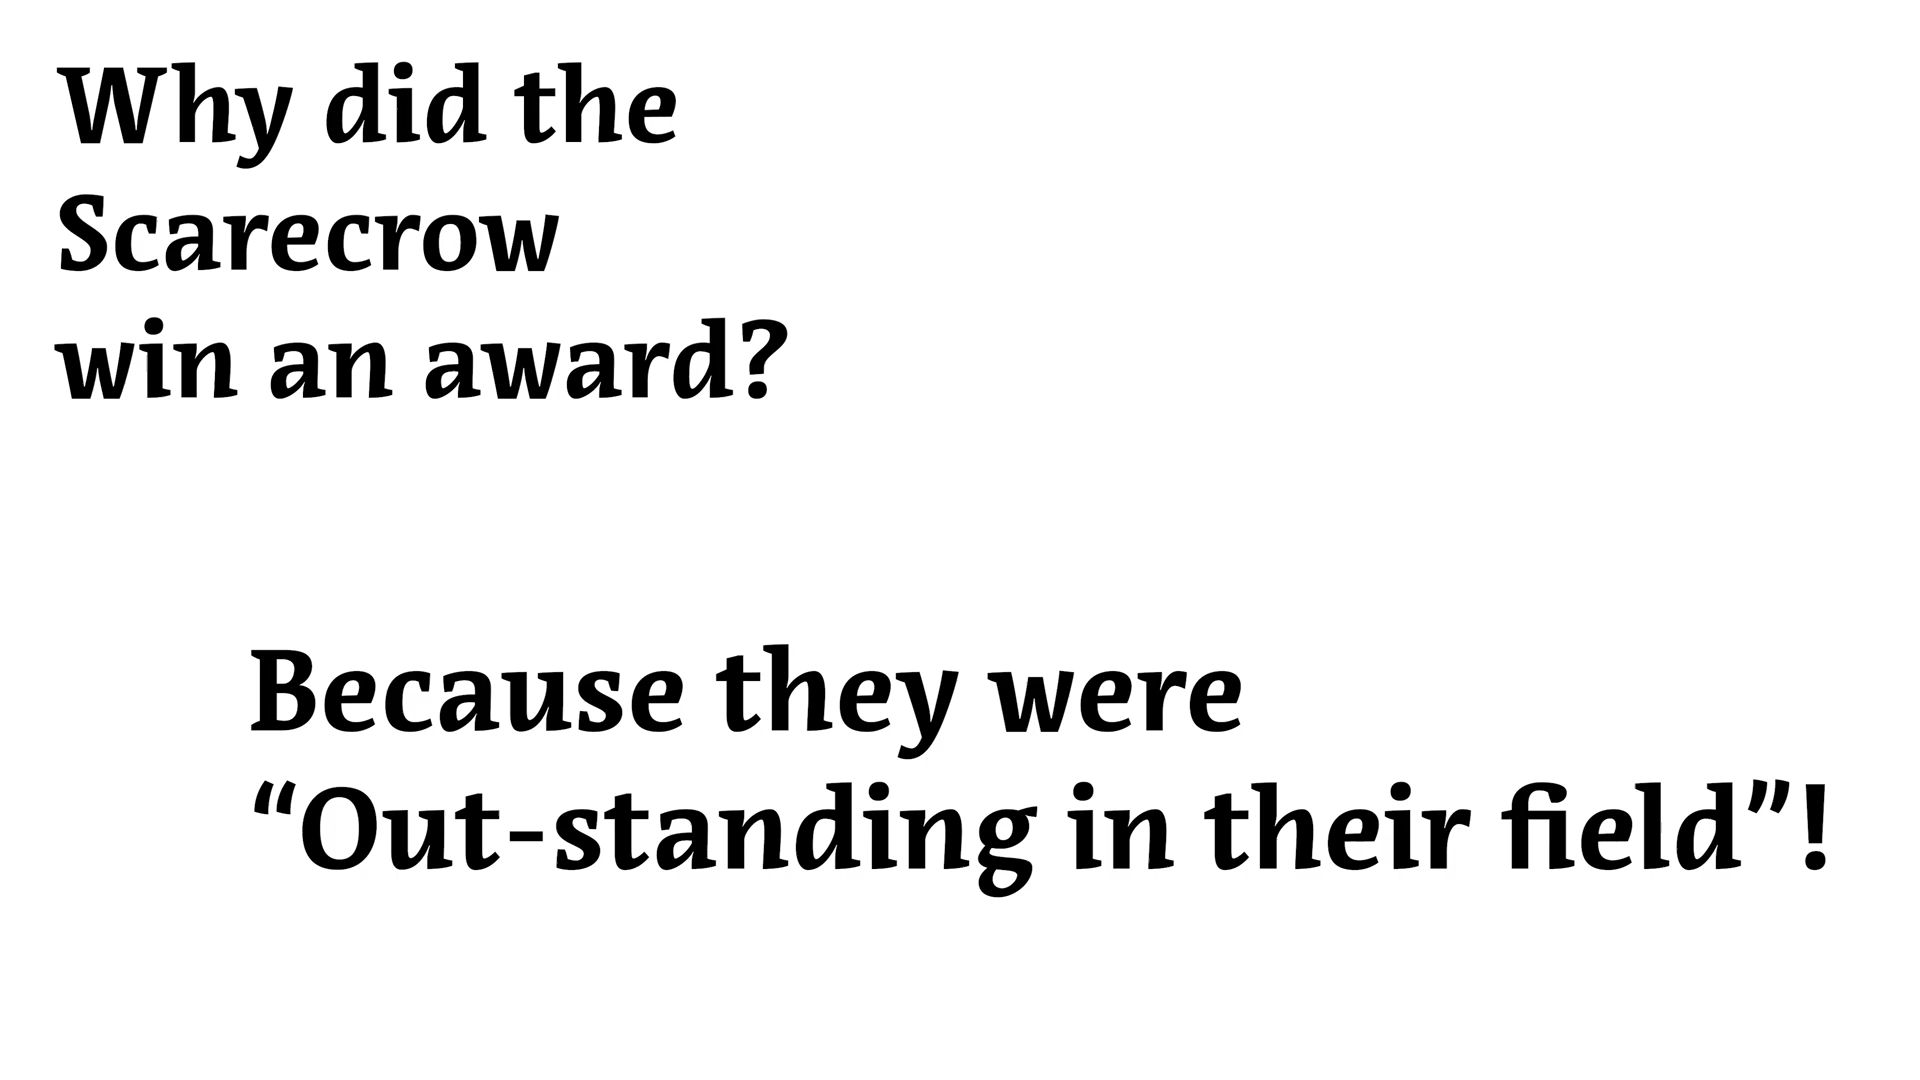 Why did the
Scarecrow
win an award?
Because they were
“Out-standing in their field”!